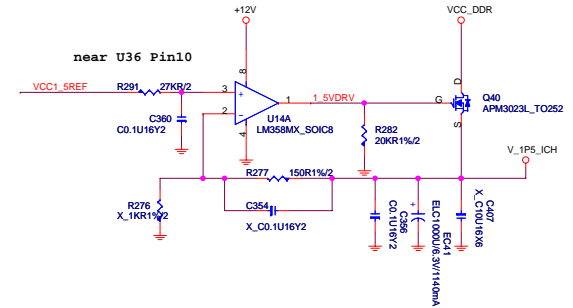 +12V
VCC_DDR
near U36 Pin10
VCC1_5REF
R291
27KR/2
8
3
+
2
-
1
4
1_5VDRV
U14A
LM358MX_SOIC8
C360
C0.1U16Y2
D
G
S
Q40
APM3023L_TO252
R282
20KR1%/2
V_1P5_ICH
R277
150R1%/2
R276
X_1KR1%/2
C354
X_C0.1U16Y2
C356
C0.1U16Y2
+
EC41
ELC1000U/6.3V/1140mA
C407
X_C10U16X6